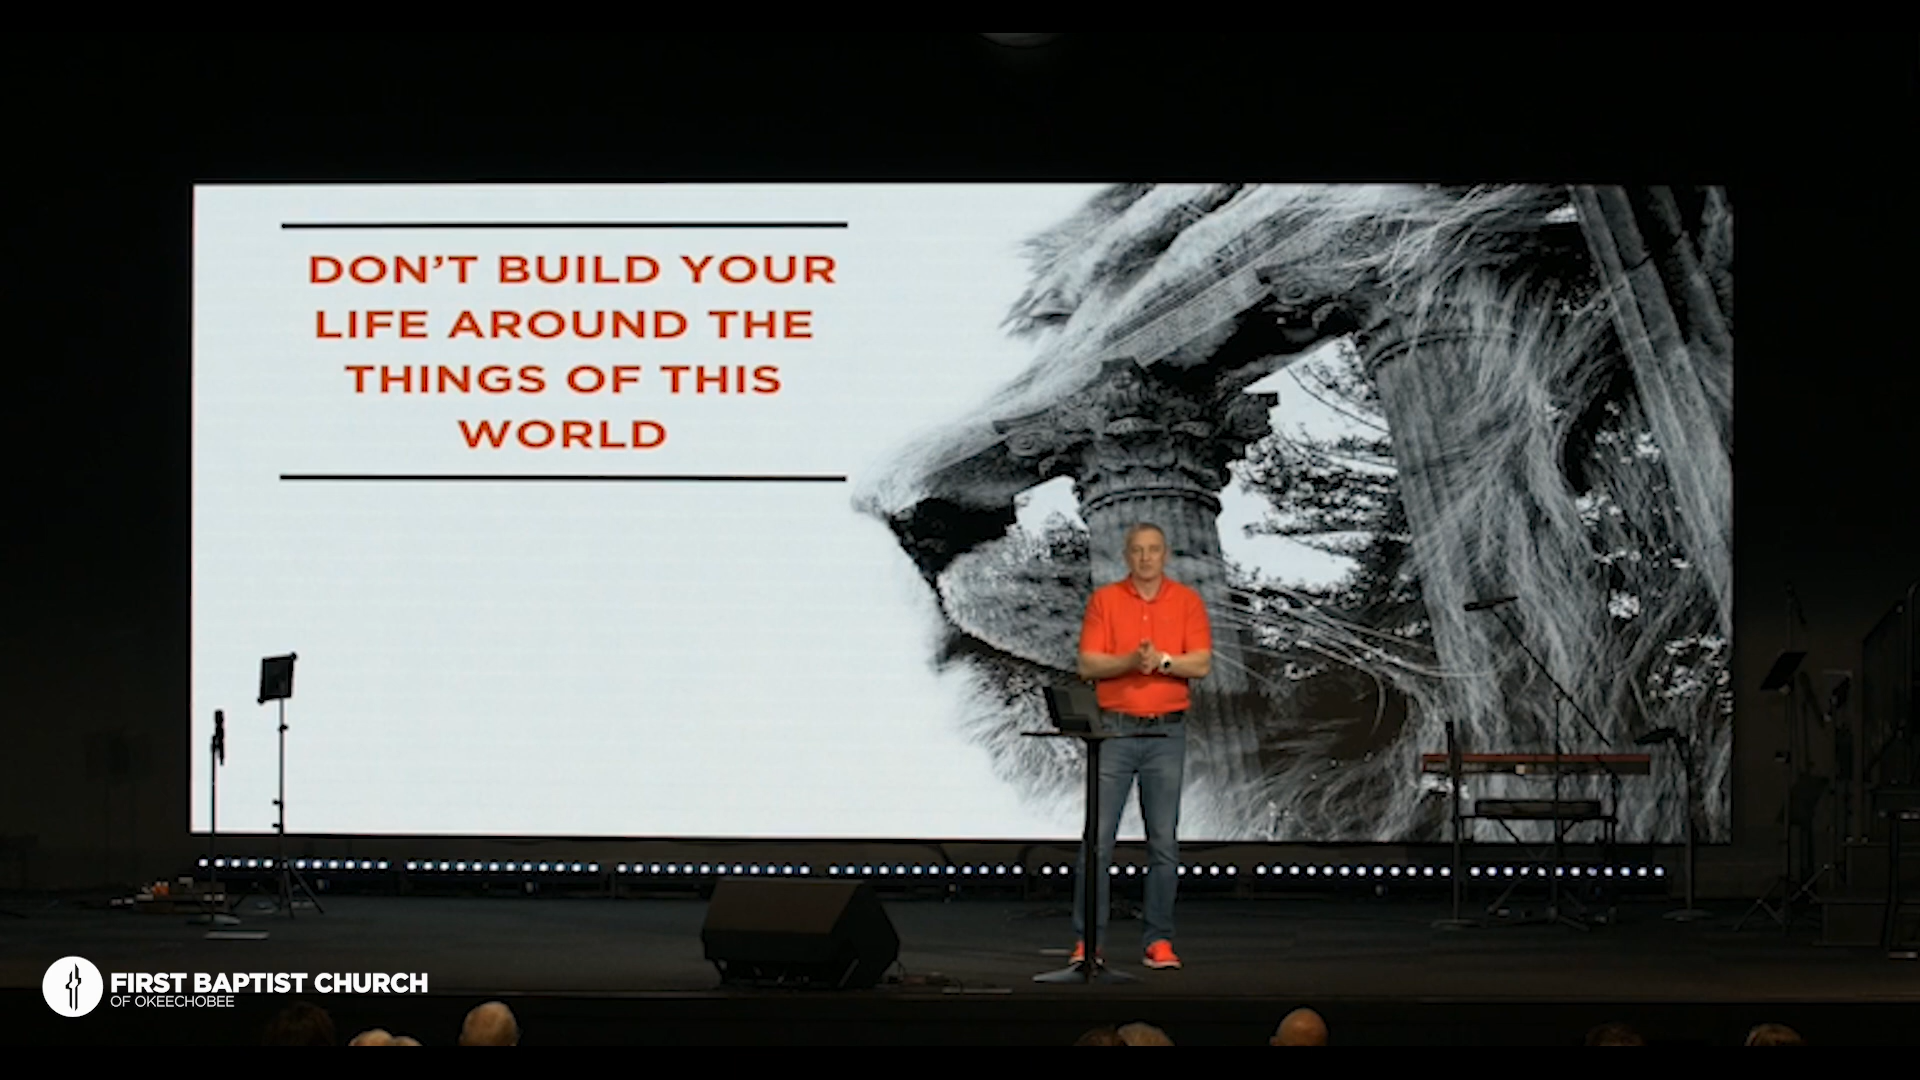 DON'T BUILD YOUR
LIFE AROUND THE
THINGS OF THIS
WORLD
FIRST BAPTIST CHURCH
OF OKEECHOBEE